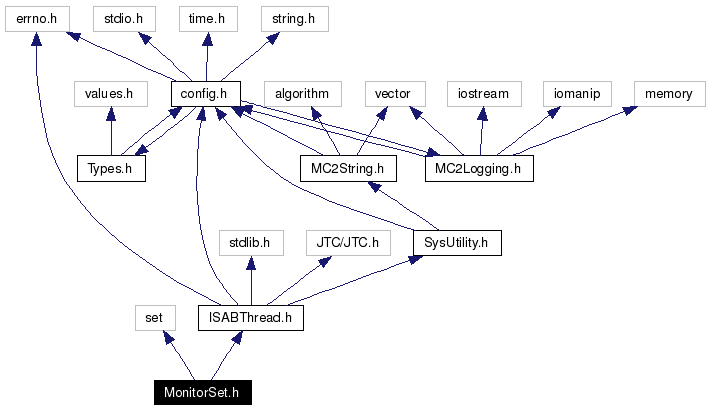 errno.h
stdio.h
time.h
string.h
values.h
config.h
algorithm
vector
iostream
iomanip
memory
Types.h
MC2String.h
MC2Logging.h
stdlib.h
JTC/JTC.h
SysUtility.h
set
ISABThread.h
MonitorSet.h